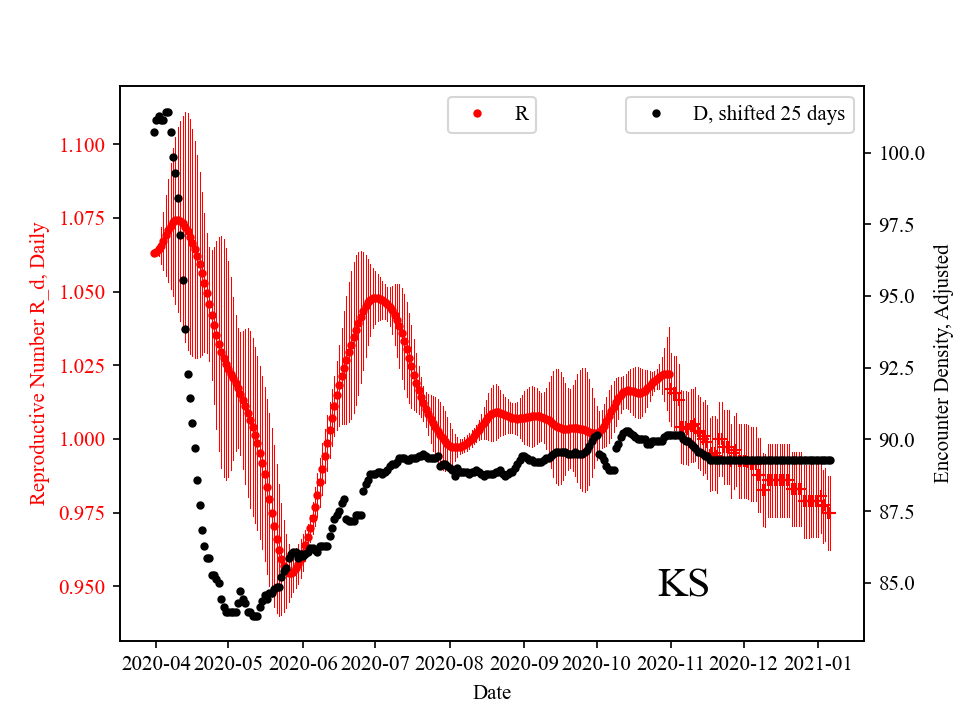 R
D, shifted 25 days
1.100
1.075
1.050
1.025
1.000
0.975
0.950
Reproductive Number R_d, Daily
100.0
97.5
95.0
92.5
90.0
87.5
85.0
Encounter Density, Adjusted
KS
2020-04 2020-05 2020-06 2020-07 2020-08 2020-09 2020-10 2020-11 2020-12 2021-01
Date